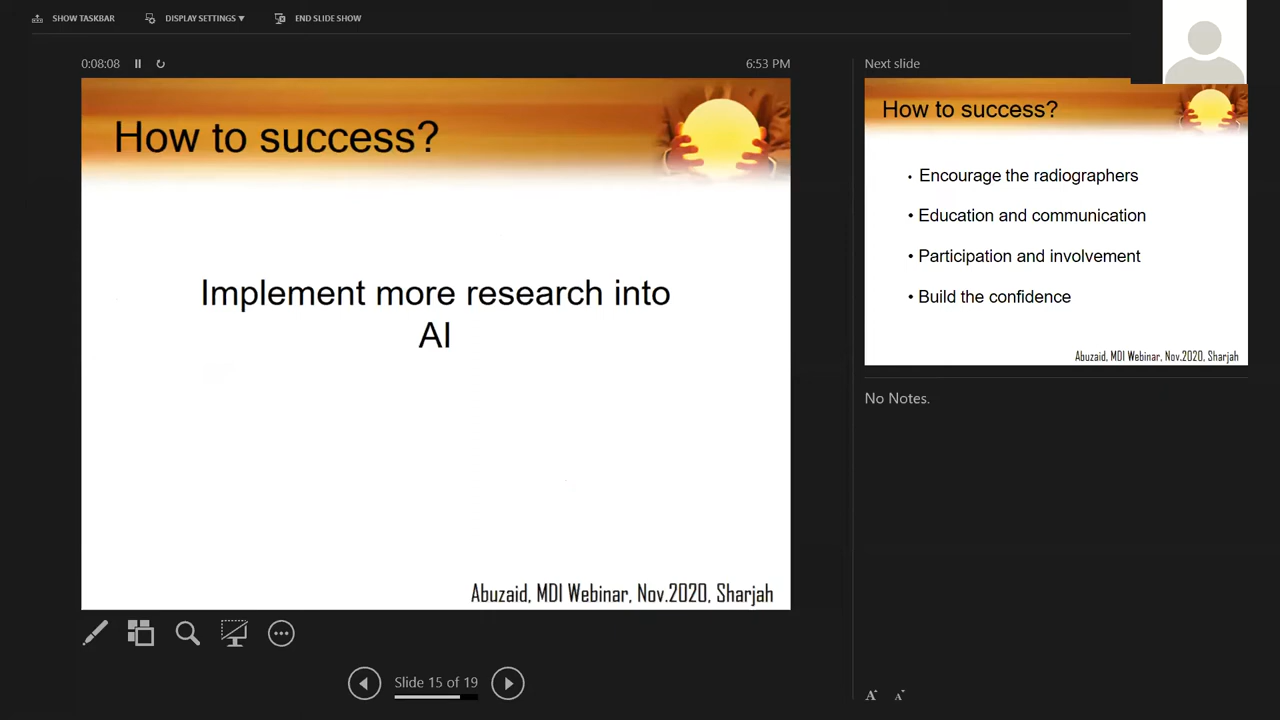 SHOW TASKBAR
DISPLAY SETTINGS ▼
END SLIDE SHOW
0:08:08
6:53 PM
How to success?
Implement more research into
AI
Abuzaid, MDI Webinar, Nov.2020, Sharjah
Slide 15 of 19
Next slide
How to success?
• Encourage the radiographers
• Education and communication
• Participation and involvement
• Build the confidence
Abuzaid, MDI Webinar, Nov.2020, Sharjah
No Notes.
A A